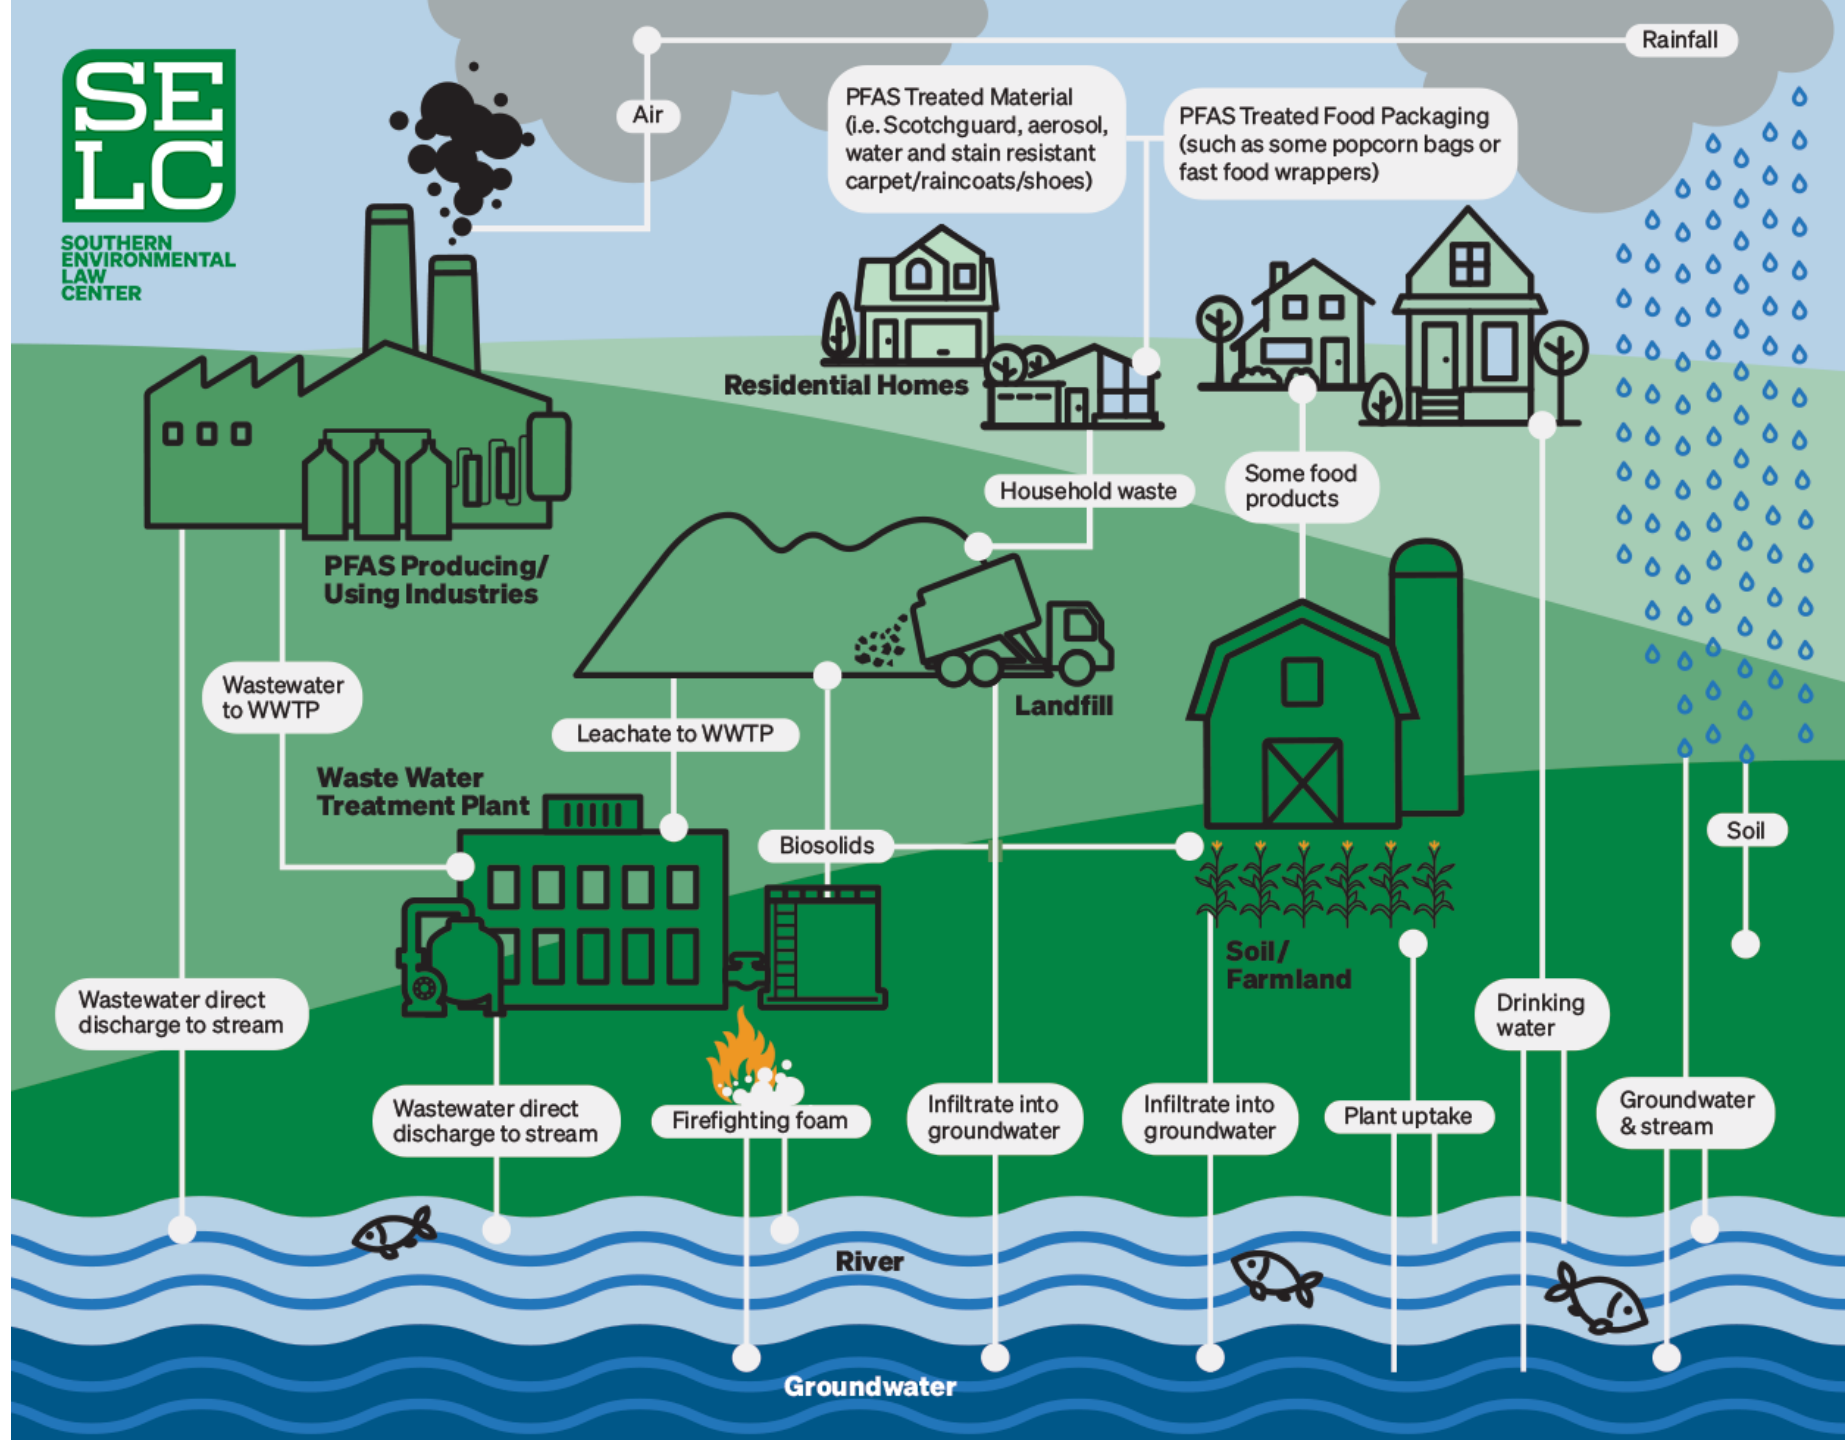 SE
LC
SOUTHERN
ENVIRONMENTAL
LAW
CENTER
Rainfall
Air
PFAS Treated Material
(i.e. Scotchguard, aerosol,
water and stain resistant
carpet/raincoats/shoes)
PFAS Treated Food Packaging
(such as some popcorn bags or
fast food wrappers)
Residential Homes
Household waste
Some food
products
PFAS Producing/
Using Industries
Wastewater
to WWTP
Landfill
Leachate to WWTP
Waste Water
Treatment Plant
Biosolids
Soil
Soil/
Farmland
Wastewater direct
discharge to stream
Drinking
water
Wastewater direct
discharge to stream
Firefighting foam
Infiltrate into
groundwater
Infiltrate into
groundwater
Plant uptake
Groundwater
& stream
River
Groundwater